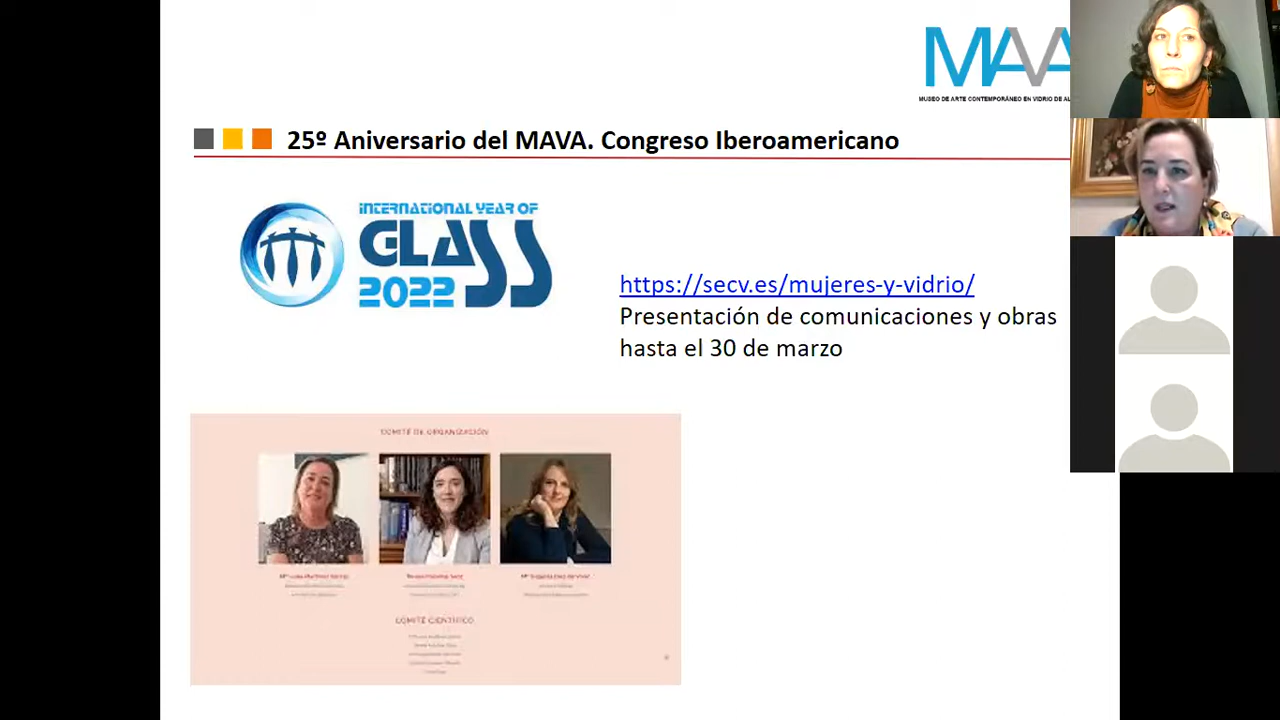 MAVA
MUSEO DE ARTE CONTEMPORÁNEO EN VIDRIO DE AL
25º Aniversario del MAVA. Congreso Iberoamericano
INTERNATIONAL YEAR OF
GLASS
2022
https://secv.es/mujeres-y-vidrio/
Presentación de comunicaciones y obras
hasta el 30 de marzo
COMITÉ DE ORGANIZACIÓN
COMITÉ CIENTÍFICO